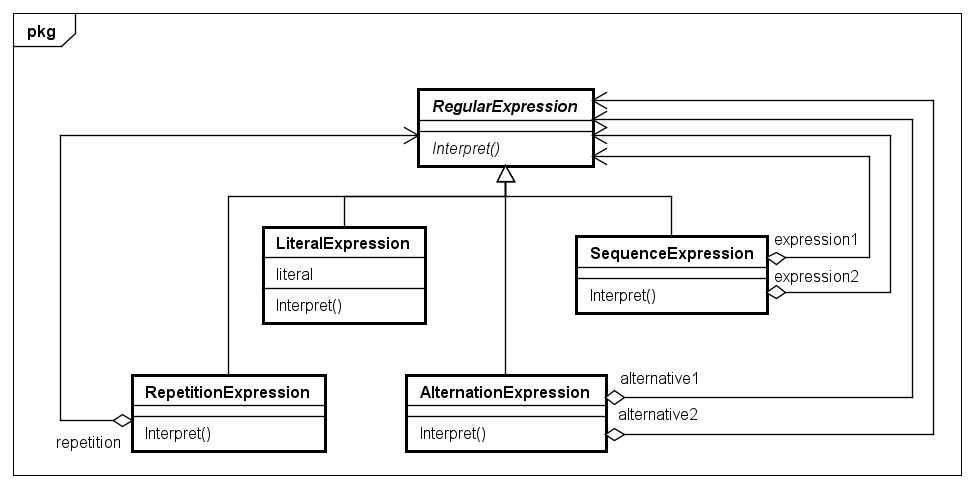 pkg
RegularExpression
Interpret()
LiteralExpression
literal
Interpret()
SequenceExpression
Interpret()
expression1
expression2
RepetitionExpression
Interpret()
repetition
AlternationExpression
Interpret()
alternative1
alternative2